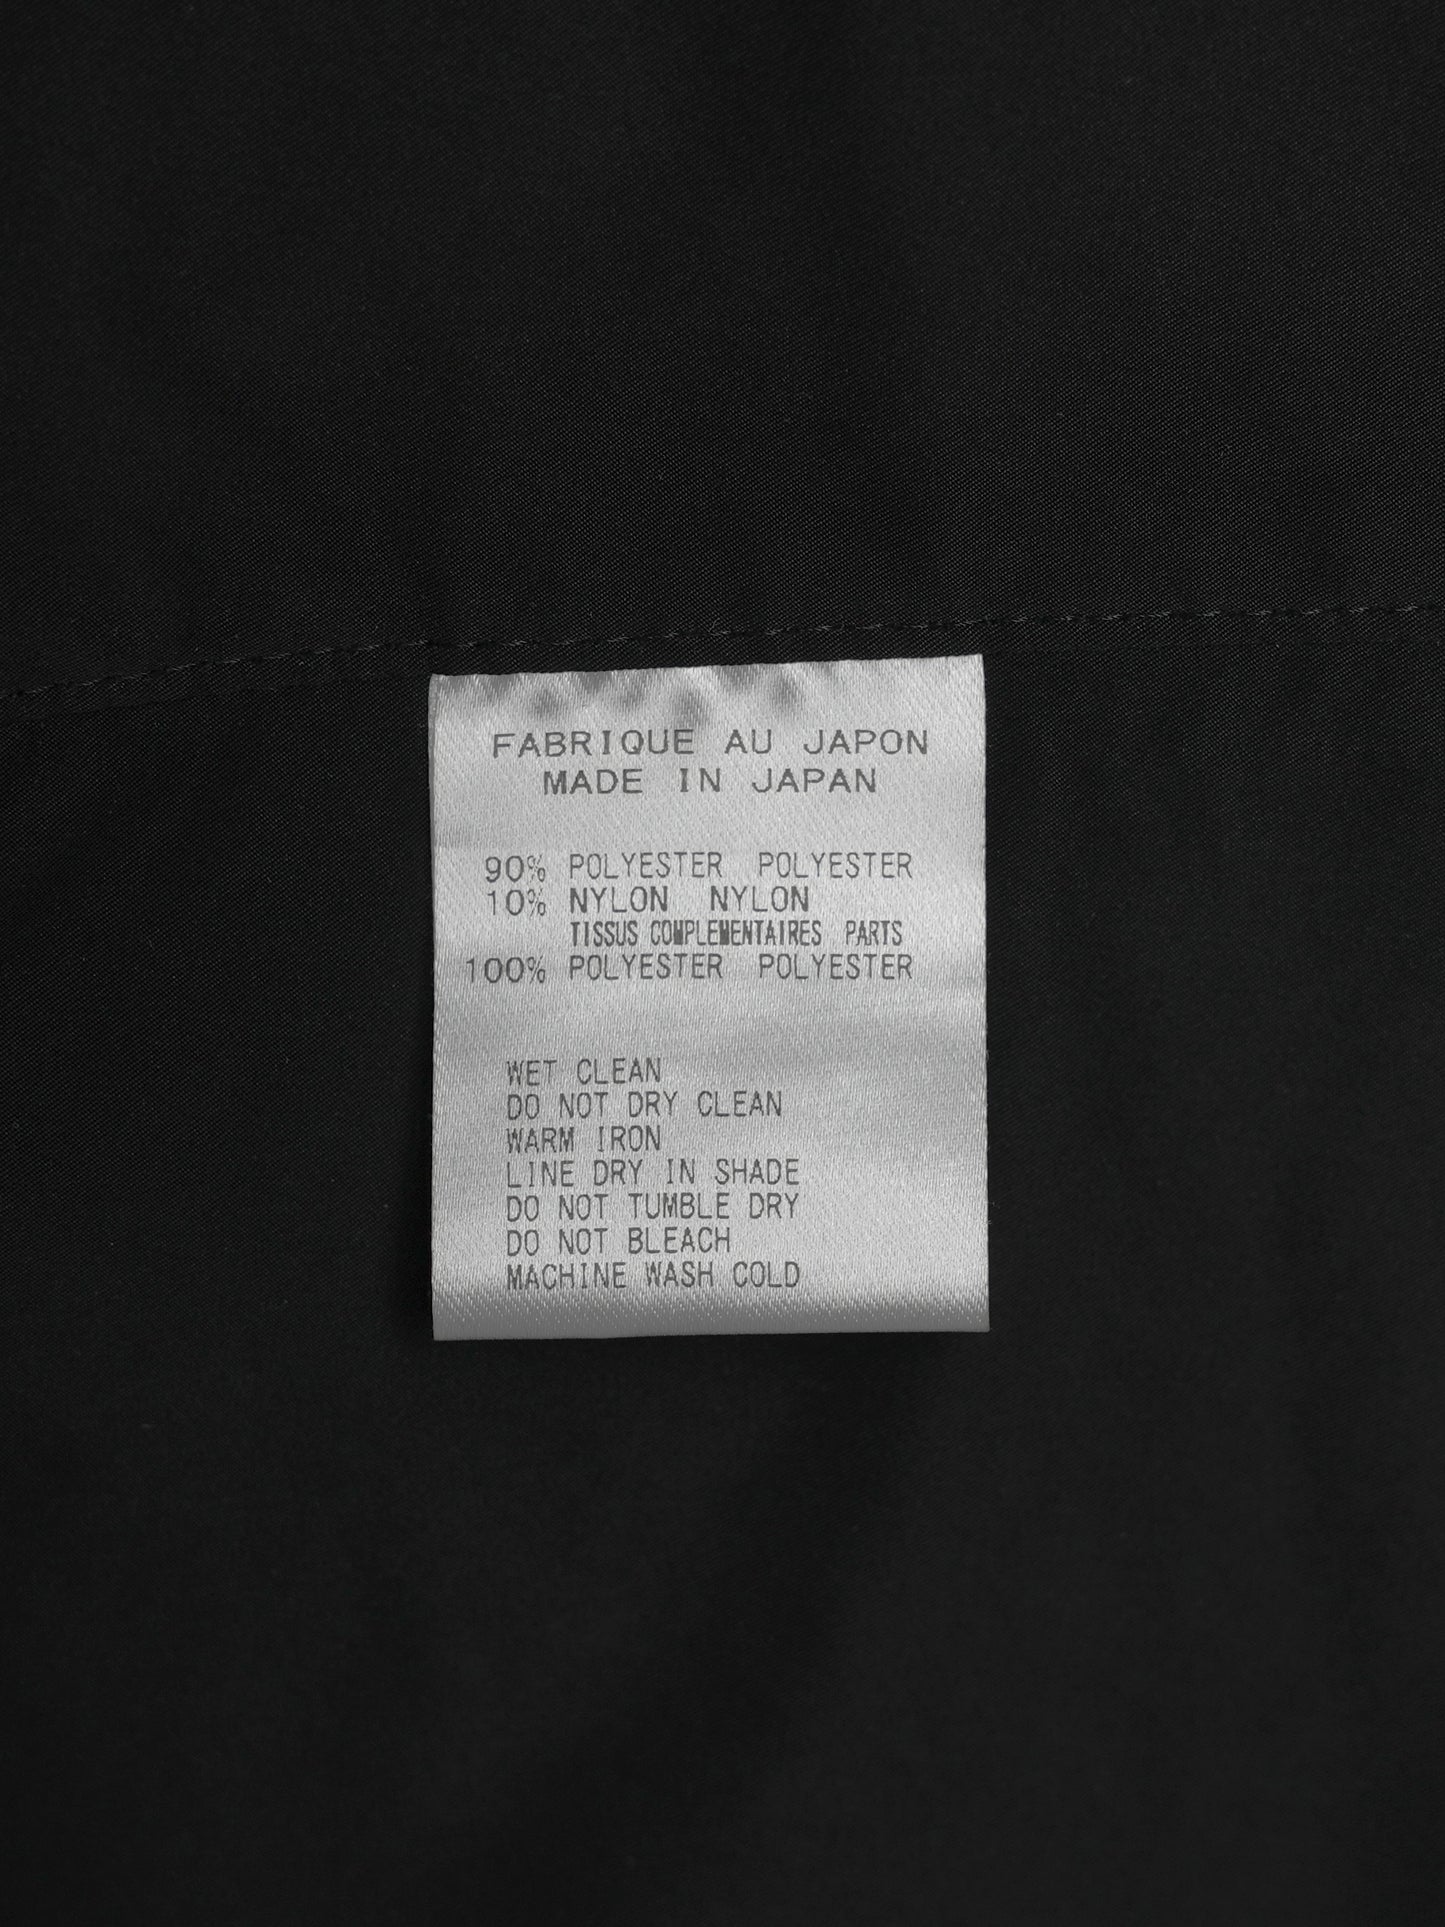 FABRIQUE AU JAPON
MADE IN JAPAN
90% POLYESTER POLYESTER
10% NYLON NYLON
TISSUS COMPLEMENTAIRES PARTS
100% POLYESTER POLYESTER
WET CLEAN
DO NOT DRY CLEAN
WARM IRON
LINE DRY IN SHADE
DO NOT TUMBLE DRY
DO NOT BLEACH
MACHINE WASH COLD